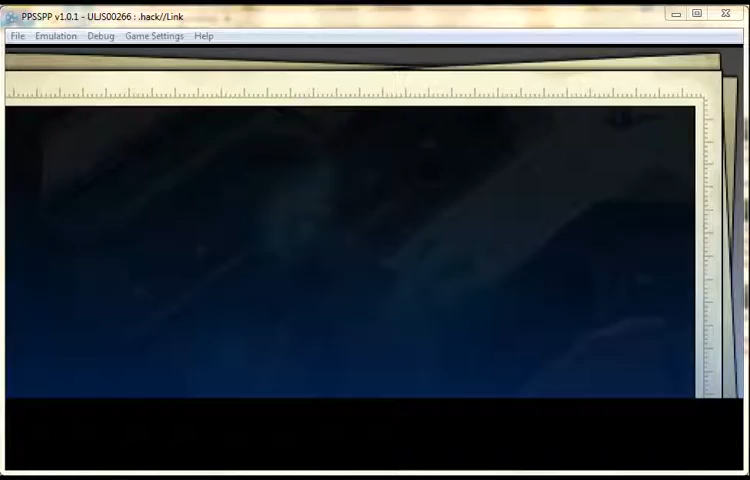 PPSSPP v1.0.1 - ULJS00266 : .hack//Link
File Emulation Debug Game Settings Help